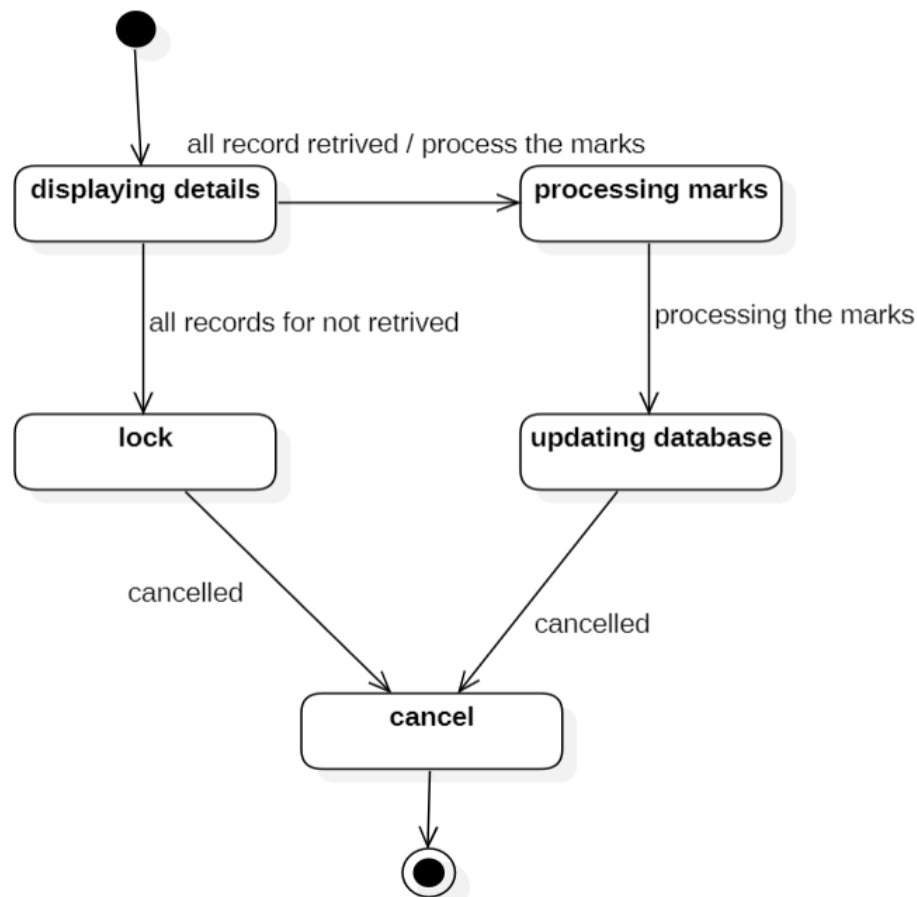 all record retrived / process the marks
displaying details
processing marks
all records for not retrived
processing the marks
lock
updating database
cancelled
cancelled
cancel